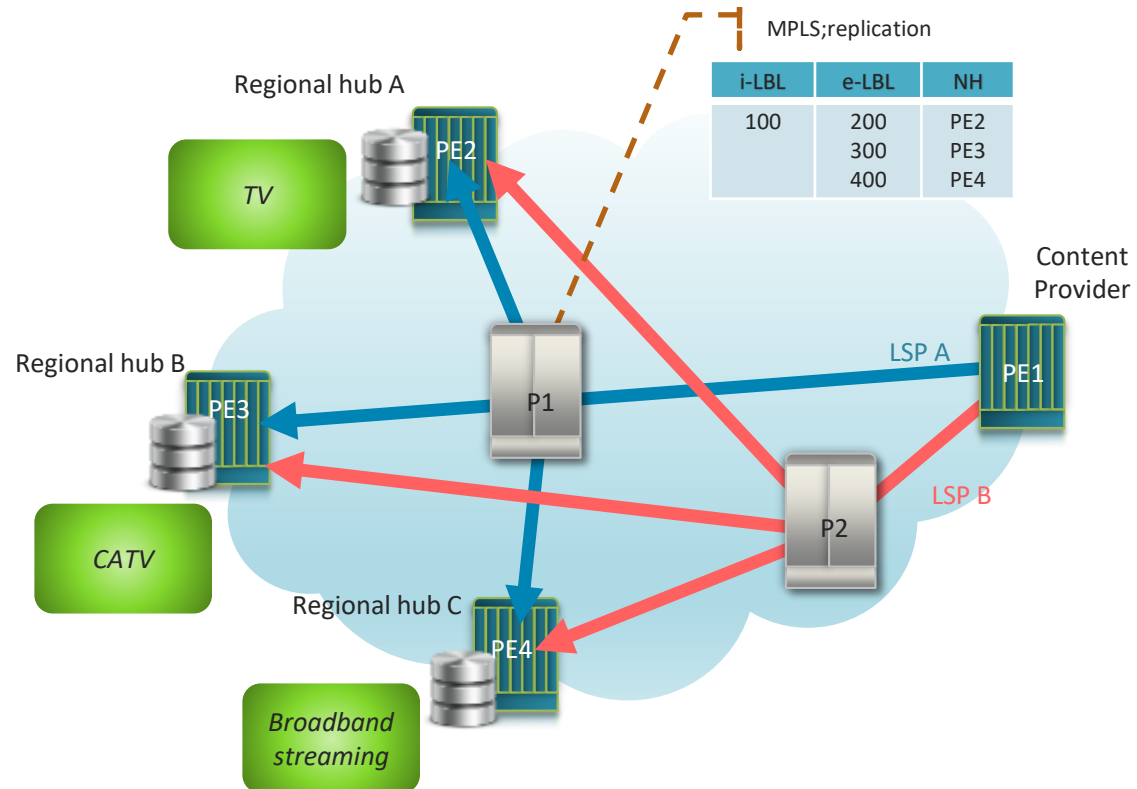 MPLS;replication
i-LBL e-LBL NH
100 200 PE2
300 PE3
400 PE4
Regional hub A
PE2
TV
Content
Provider
PE1
LSP A
Regional hub B
PE3
P1
LSP B
P2
CATV
Regional hub C
PE4
Broadband
streaming